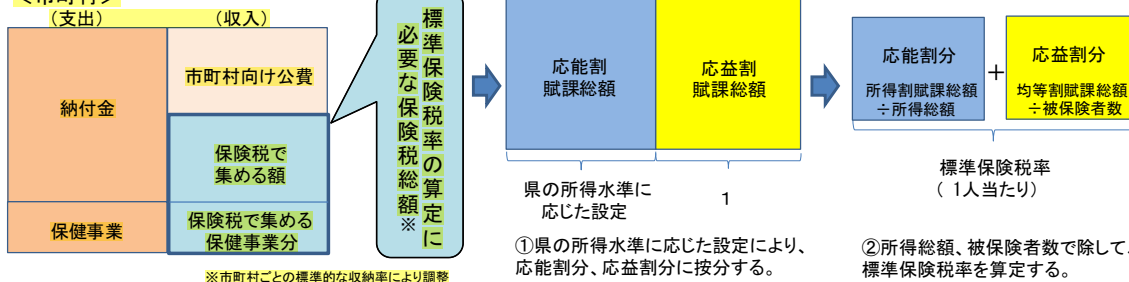 <市町村>
(支出)
(収入)
納付金
保健事業
市町村向け公費
保険税で
集める額
保険税で集める
保健事業分
標準保険税率の算定に
必要な保険税総額※
※市町村ごとの標準的な収納率により調整
応能割
賦課総額
応益割
賦課総額
県の所得水準に
応じた設定
1
①県の所得水準に応じた設定により、
応能割分、応益割分に按分する。
応能割分
所得割賦課総額
÷所得総額
+
応益割分
均等割賦課総額
÷被保険者数
標準保険税率
( 1人当たり)
②所得総額、被保険者数で除して、
標準保険税率を算定する。